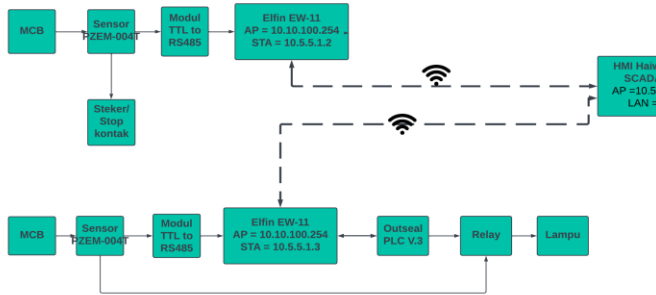 MCB
Sensor
PZEM-004T
Modul
TTL to
RS485
Elfin EW-11
AP = 10.10.100.254
STA = 10.5.5.1.2
Steker/
Stop
kontak
HMI Haiw
SCADA
AP =10.5
LAN =
MCB
Sensor
PZEM-004T
Modul
TTL to
RS485
Elfin EW-11
AP = 10.10.100.254
STA = 10.5.5.1.3
Outseal
PLC V.3
Relay
Lampu